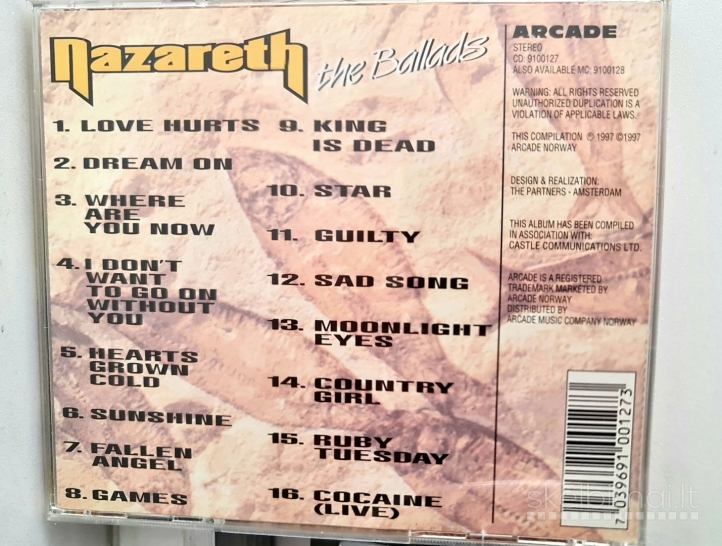 nazareth
the Ballads
1. LOVE HURTS
2. DREAM ON
3. WHERE
ARE
YOU NOW
4. I DON'T
WANT
TO GO ON
WITHOUT
YOU
5. HEARTS
GROWN
COLD
6. SUNSHINE
7. FALLEN
ANGEL
8. GAMES
9. KING
IS DEAD
10. STAR
11. GUILTY
12. SAD SONG
13. MOONLIGHT
EYES
14. COUNTRY
GIRL
15. RUBY
TUESDAY
16. COCAINE
(LIVE)
ARCADE
STEREO
CD: 9100127
ALSO AVAILABLE MC: 9100128
WARNING: ALL RIGHTS RESERVED
UNAUTHORIZED DUPLICATION IS A
VIOLATION OF APPLICABLE LAWS.
THIS COMPILATION ℗ 1997 ©1997
ARCADE NORWAY
DESIGN & REALIZATION:
THE PARTNERS - AMSTERDAM
THIS ALBUM HAS BEEN COMPILED
IN ASSOCIATION WITH:
CASTLE COMMUNICATIONS LTD.
ARCADE IS A REGISTERED
TRADEMARK MARKETED BY
ARCADE NORWAY
DISTRIBUTED BY
ARCADE MUSIC COMPANY NORWAY
7 039691 001273
skelbimai.lt